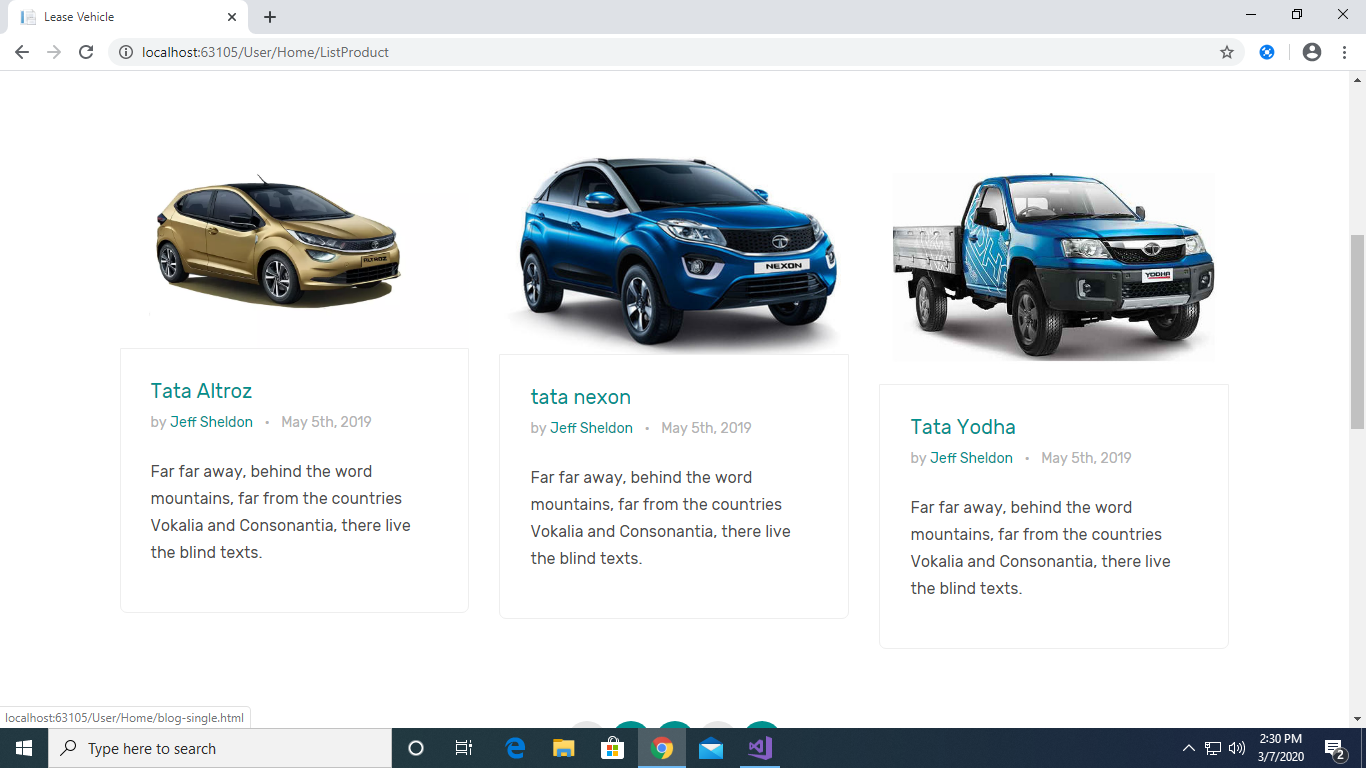 Lease Vehicle
localhost:63105/User/Home/ListProduct
ALTROZ
NEXON
YODHA
Tata Altroz
by Jeff Sheldon • May 5th, 2019
Far far away, behind the word
mountains, far from the countries
Vokalia and Consonantia, there live
the blind texts.
tata nexon
by Jeff Sheldon • May 5th, 2019
Far far away, behind the word
mountains, far from the countries
Vokalia and Consonantia, there live
the blind texts.
Tata Yodha
by Jeff Sheldon • May 5th, 2019
Far far away, behind the word
mountains, far from the countries
Vokalia and Consonantia, there live
the blind texts.
localhost:63105/User/Home/blog-single.html
Type here to search
2:30 PM
3/7/2020
2